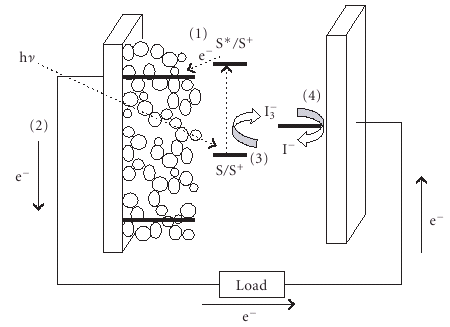 (1)
S*/S⁺
e⁻
hν
I₃⁻
(4)
(2)
I⁻
(3)
S/S⁺
e⁻
e⁻
Load
e⁻